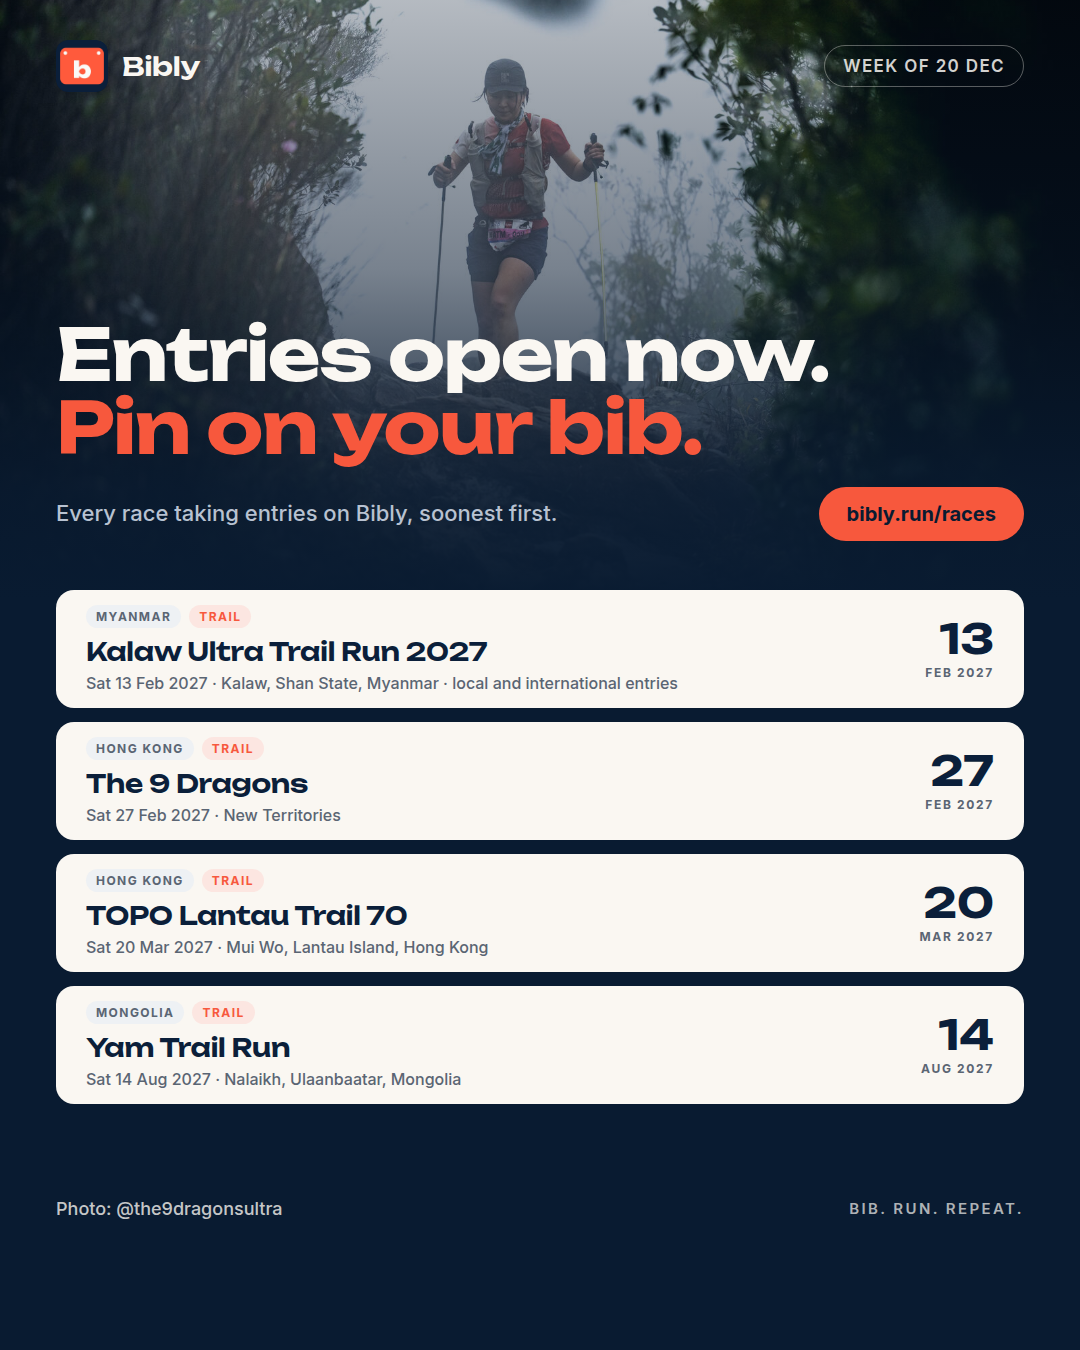 b Bibly
WEEK OF 20 DEC
Entries open now.
Pin on your bib.
Every race taking entries on Bibly, soonest first.
bibly.run/races
MYANMAR TRAIL
Kalaw Ultra Trail Run 2027
Sat 13 Feb 2027 · Kalaw, Shan State, Myanmar · local and international entries
13
FEB 2027
HONG KONG TRAIL
The 9 Dragons
Sat 27 Feb 2027 · New Territories
27
FEB 2027
HONG KONG TRAIL
TOPO Lantau Trail 70
Sat 20 Mar 2027 · Mui Wo, Lantau Island, Hong Kong
20
MAR 2027
MONGOLIA TRAIL
Yam Trail Run
Sat 14 Aug 2027 · Nalaikh, Ulaanbaatar, Mongolia
14
AUG 2027
Photo: @the9dragonsultra
BIB. RUN. REPEAT.